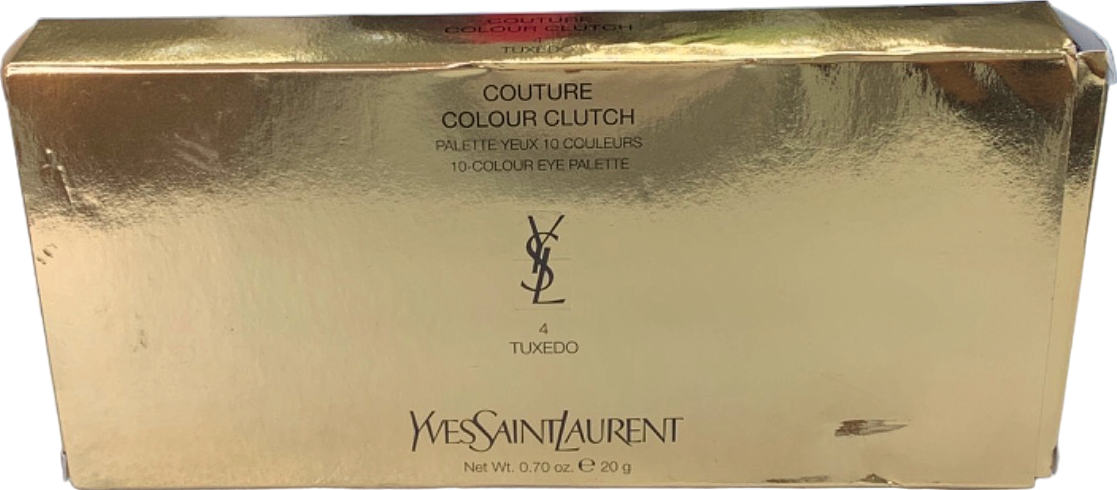 COUTURE
COLOUR CLUTCH
4
TUXEDO
COUTURE
COLOUR CLUTCH
PALETTE YEUX 10 COULEURS
10-COLOUR EYE PALETTE
YSL
4
TUXEDO
YVESSAINTLAURENT
Net Wt. 0.70 oz. ℮ 20 g